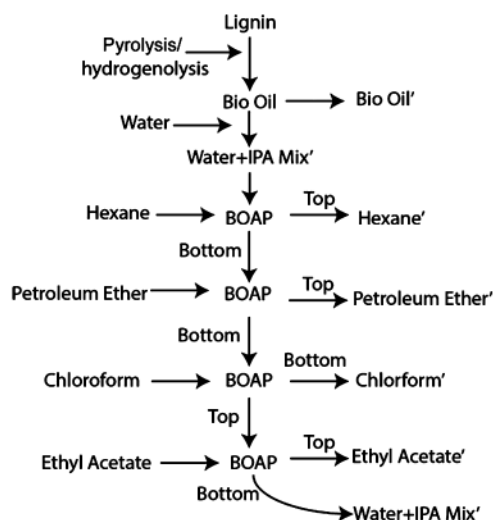 Lignin
Pyrolysis/
hydrogenolysis
Bio Oil
Bio Oil’
Water
Water+IPA Mix’
Hexane
BOAP
Top
Hexane’
Bottom
Petroleum Ether
BOAP
Top
Petroleum Ether’
Bottom
Chloroform
BOAP
Bottom
Chlorform’
Top
Ethyl Acetate
BOAP
Top
Ethyl Acetate’
Bottom
Water+IPA Mix’